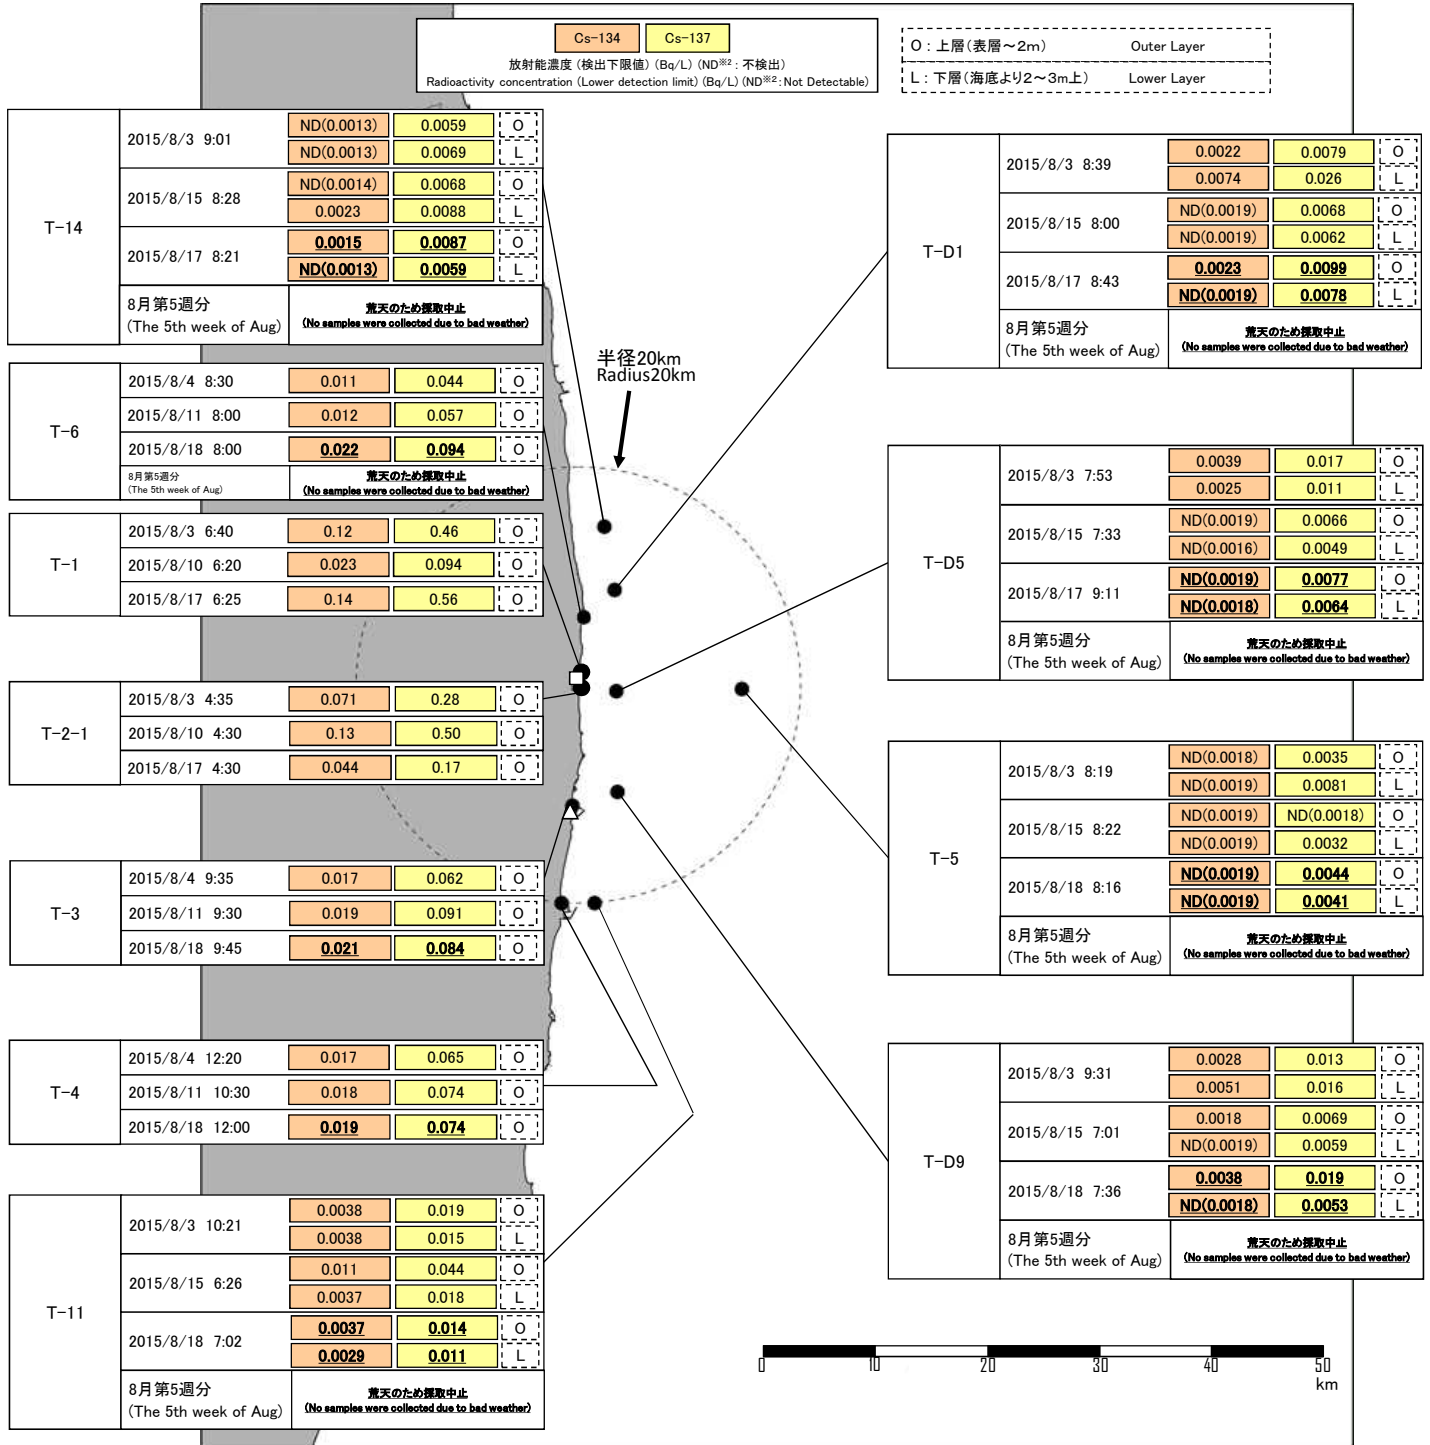 Cs-134 Cs-137
放射能濃度 (検出下限値) (Bq/L) (ND※2 : 不検出)
Radioactivity concentration (Lower detection limit) (Bq/L) (ND※2 : Not Detectable)
O : 上層(表層～2m) Outer Layer
L : 下層(海底より2～3m上) Lower Layer
T-14
2015/8/3 9:01
ND(0.0013) 0.0059 O
ND(0.0013) 0.0069 L
2015/8/15 8:28
ND(0.0014) 0.0068 O
0.0023 0.0088 L
2015/8/17 8:21
0.0015 0.0087 O
ND(0.0013) 0.0059 L
8月第5週分
(The 5th week of Aug)
荒天のため採取中止
(No samples were collected due to bad weather)
T-6
2015/8/4 8:30 0.011 0.044 O
2015/8/11 8:00 0.012 0.057 O
2015/8/18 8:00 0.022 0.094 O
8月第5週分
(The 5th week of Aug)
荒天のため採取中止
(No samples were collected due to bad weather)
T-1
2015/8/3 6:40 0.12 0.46 O
2015/8/10 6:20 0.023 0.094 O
2015/8/17 6:25 0.14 0.56 O
T-2-1
2015/8/3 4:35 0.071 0.28 O
2015/8/10 4:30 0.13 0.50 O
2015/8/17 4:30 0.044 0.17 O
T-3
2015/8/4 9:35 0.017 0.062 O
2015/8/11 9:30 0.019 0.091 O
2015/8/18 9:45 0.021 0.084 O
T-4
2015/8/4 12:20 0.017 0.065 O
2015/8/11 10:30 0.018 0.074 O
2015/8/18 12:00 0.019 0.074 O
T-11
2015/8/3 10:21
0.0038 0.019 O
0.0038 0.015 L
2015/8/15 6:26
0.011 0.044 O
0.0037 0.018 L
2015/8/18 7:02
0.0037 0.014 O
0.0029 0.011 L
8月第5週分
(The 5th week of Aug)
荒天のため採取中止
(No samples were collected due to bad weather)
半径20km
Radius20km
T-D1
2015/8/3 8:39
0.0022 0.0079 O
0.0074 0.026 L
2015/8/15 8:00
ND(0.0019) 0.0068 O
ND(0.0019) 0.0062 L
2015/8/17 8:43
0.0023 0.0099 O
ND(0.0019) 0.0078 L
8月第5週分
(The 5th week of Aug)
荒天のため採取中止
(No samples were collected due to bad weather)
T-D5
2015/8/3 7:53
0.0039 0.017 O
0.0025 0.011 L
2015/8/15 7:33
ND(0.0019) 0.0066 O
ND(0.0016) 0.0049 L
2015/8/17 9:11
ND(0.0019) 0.0077 O
ND(0.0018) 0.0064 L
8月第5週分
(The 5th week of Aug)
荒天のため採取中止
(No samples were collected due to bad weather)
T-5
2015/8/3 8:19
ND(0.0018) 0.0035 O
ND(0.0019) 0.0081 L
2015/8/15 8:22
ND(0.0019) ND(0.0018) O
ND(0.0019) 0.0032 L
2015/8/18 8:16
ND(0.0019) 0.0044 O
ND(0.0019) 0.0041 L
8月第5週分
(The 5th week of Aug)
荒天のため採取中止
(No samples were collected due to bad weather)
T-D9
2015/8/3 9:31
0.0028 0.013 O
0.0051 0.016 L
2015/8/15 7:01
0.0018 0.0069 O
ND(0.0019) 0.0059 L
2015/8/18 7:36
0.0038 0.019 O
ND(0.0018) 0.0053 L
8月第5週分
(The 5th week of Aug)
荒天のため採取中止
(No samples were collected due to bad weather)
0 10 20 30 40 50
km